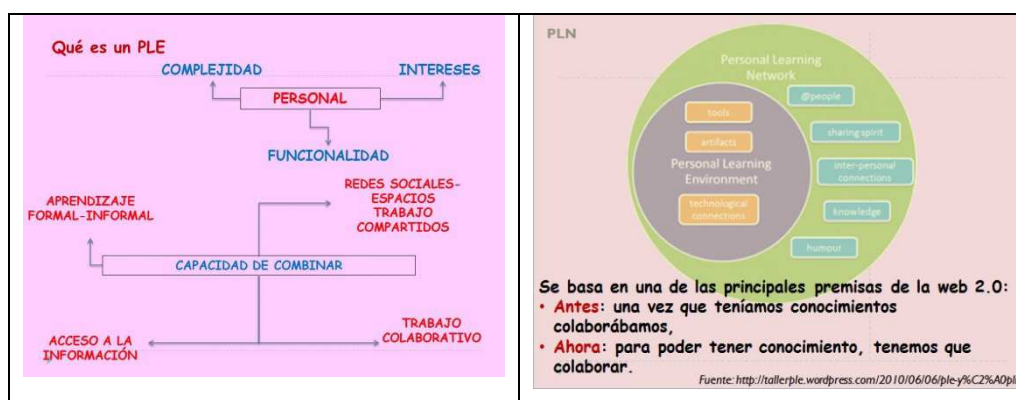 Qué es un PLE
COMPLEJIDAD
INTERESES
PERSONAL
FUNCIONALIDAD
REDES SOCIALES-
ESPACIOS
TRABAJO
COMPARTIDOS
APRENDIZAJE
FORMAL-INFORMAL
CAPACIDAD DE COMBINAR
TRABAJO
COLABORATIVO
ACCESO A LA
INFORMACIÓN
PLN
Personal Learning
Network
@people
tools
sharing spirit
artifacts
Personal Learning
Environment
inter-personal
connections
technological
connections
knowledge
humour
Se basa en una de las principales premisas de la web 2.0:
• Antes: una vez que teníamos conocimientos
colaborábamos,
• Ahora: para poder tener conocimiento, tenemos que
colaborar.
Fuente: http://tallerple.wordpress.com/2010/06/06/ple-y%C2%A0pl